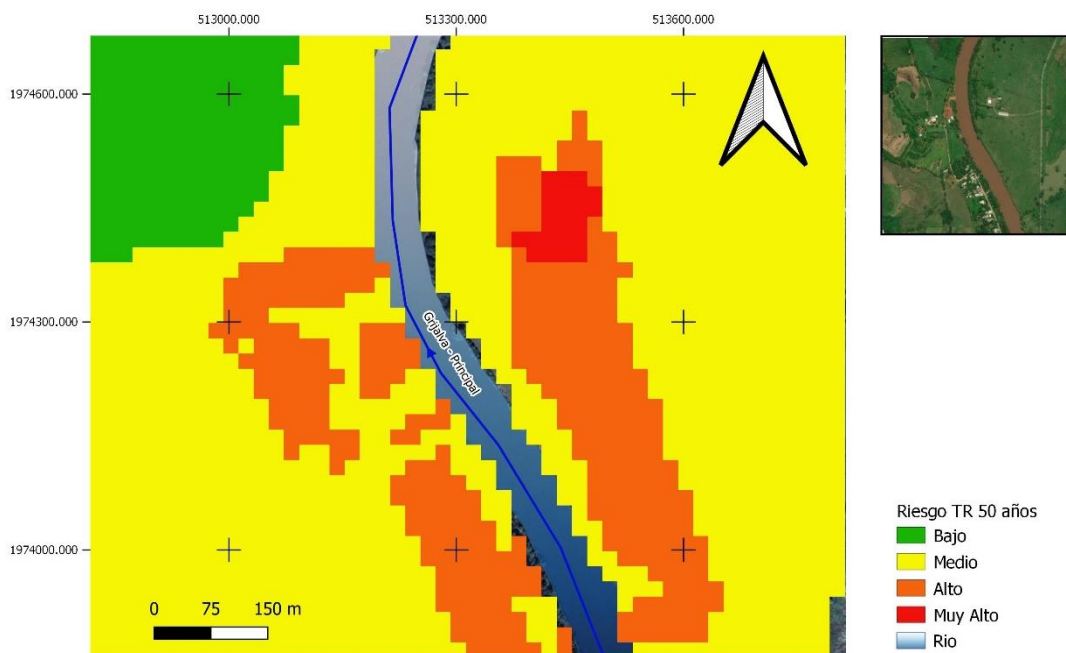 513000.000
513300.000
513600.000
1974600.000
1974300.000
1974000.000
Grijalva - Principal
0 75 150 m
Riesgo TR 50 años
Bajo
Medio
Alto
Muy Alto
Rio